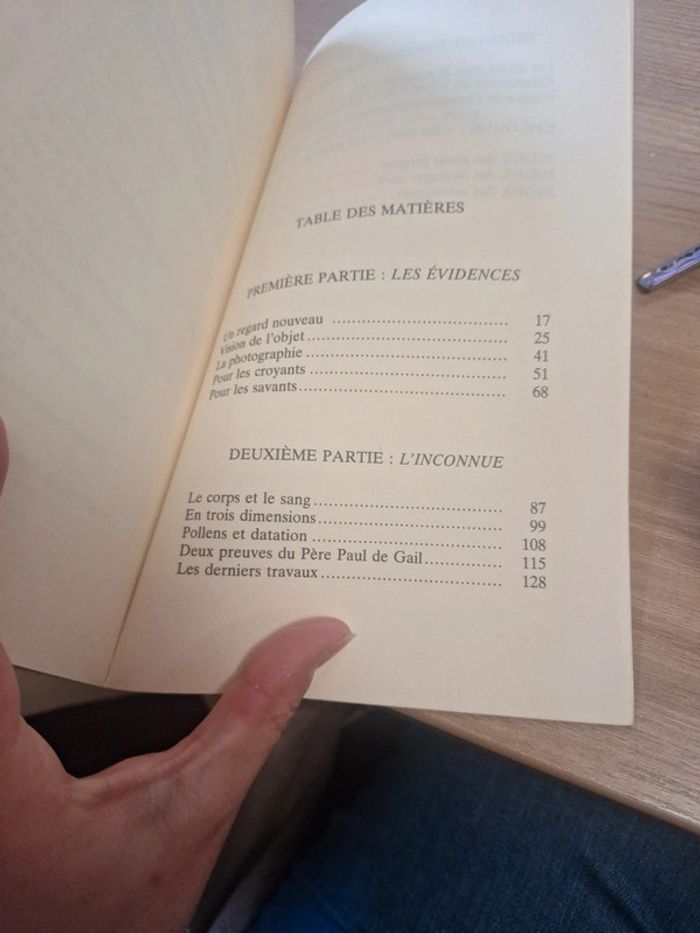 TABLE DES MATIÈRES
PREMIÈRE PARTIE : LES ÉVIDENCES
Un regard nouveau ........................................ 17
Vision de l'objet ........................................ 25
La photographie ........................................ 41
Pour les croyants ........................................ 51
Pour les savants ........................................ 68
DEUXIÈME PARTIE : L'INCONNUE
Le corps et le sang ........................................ 87
En trois dimensions ........................................ 99
Pollens et datation ........................................ 108
Deux preuves du Père Paul de Gail ............... 115
Les derniers travaux ........................................ 128